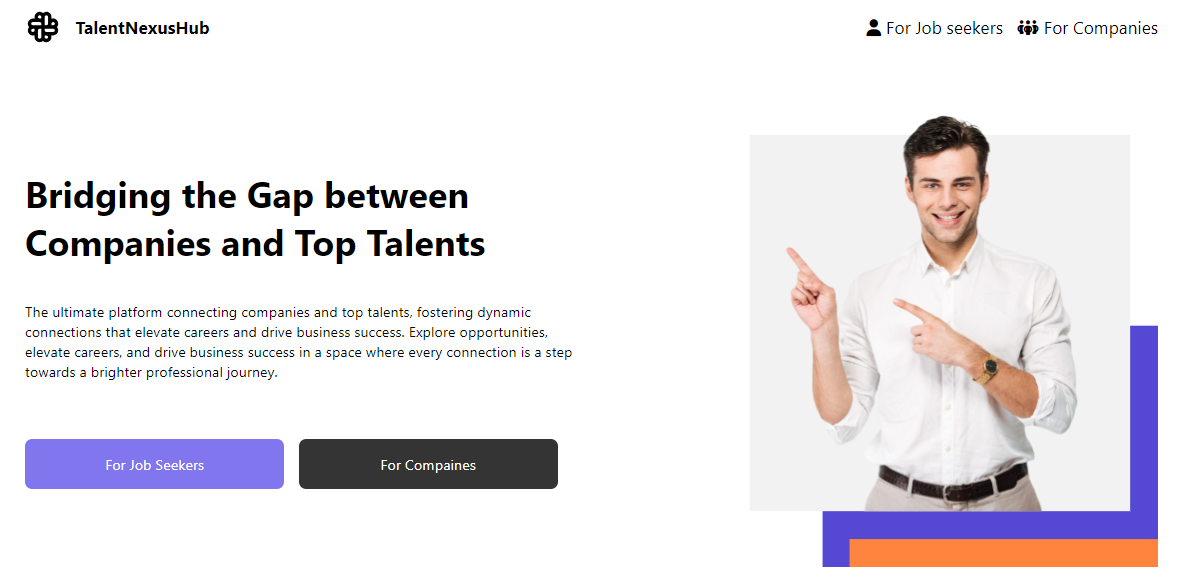 TalentNexusHub
For Job seekers
For Companies
Bridging the Gap between
Companies and Top Talents
The ultimate platform connecting companies and top talents, fostering dynamic
connections that elevate careers and drive business success. Explore opportunities,
elevate careers, and drive business success in a space where every connection is a step
towards a brighter professional journey.
For Job Seekers
For Compaines